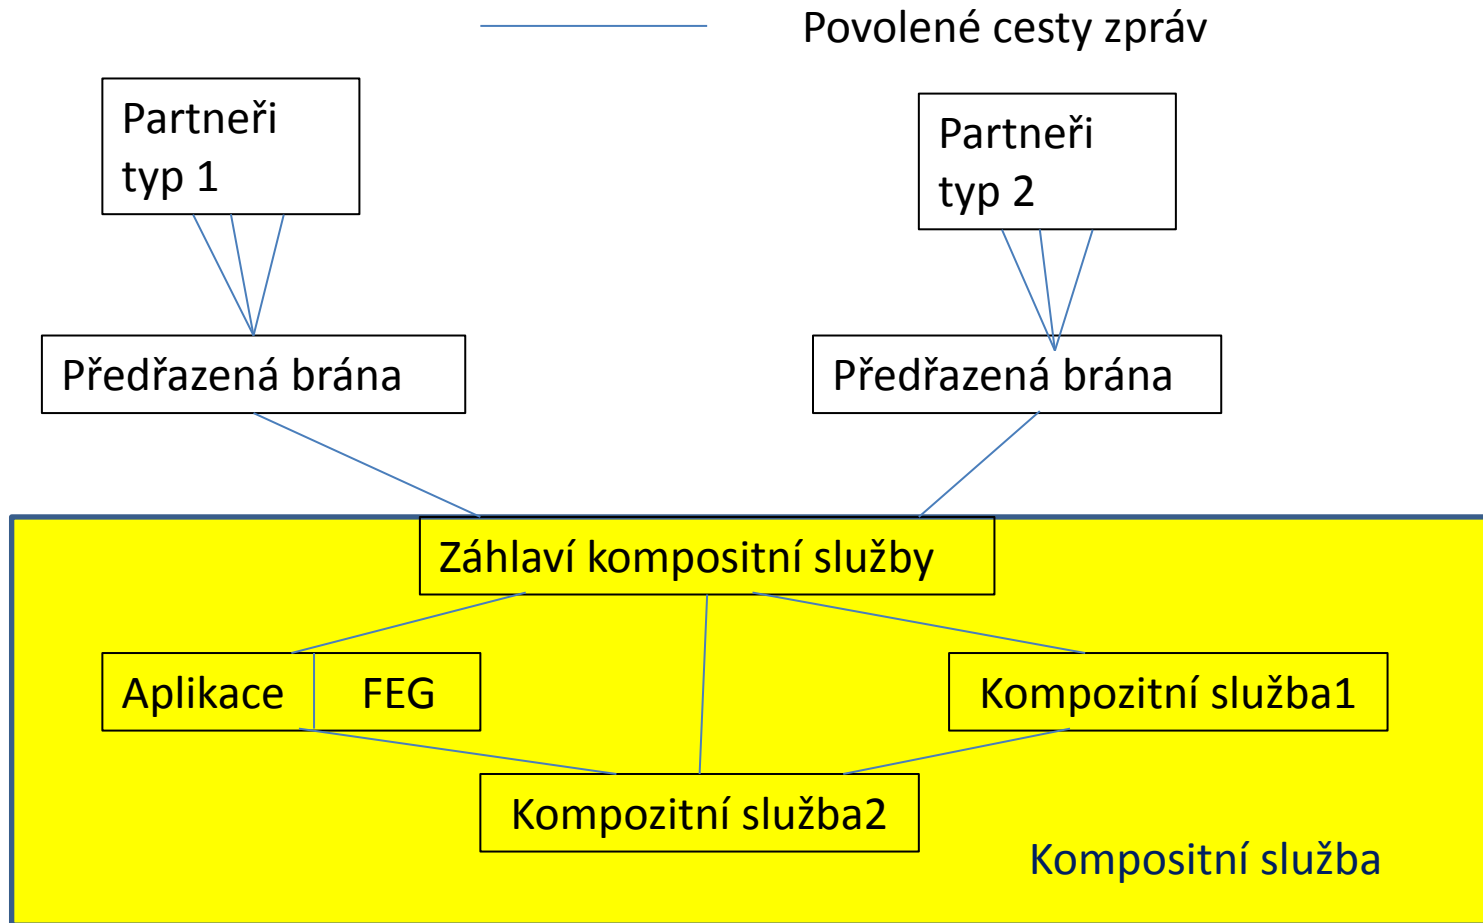 Povolené cesty zpráv
Partneři
typ 1
Partneři
typ 2
Předřazená brána
Předřazená brána
Záhlaví kompositní služby
Aplikace
FEG
Kompozitní služba1
Kompozitní služba2
Kompositní služba